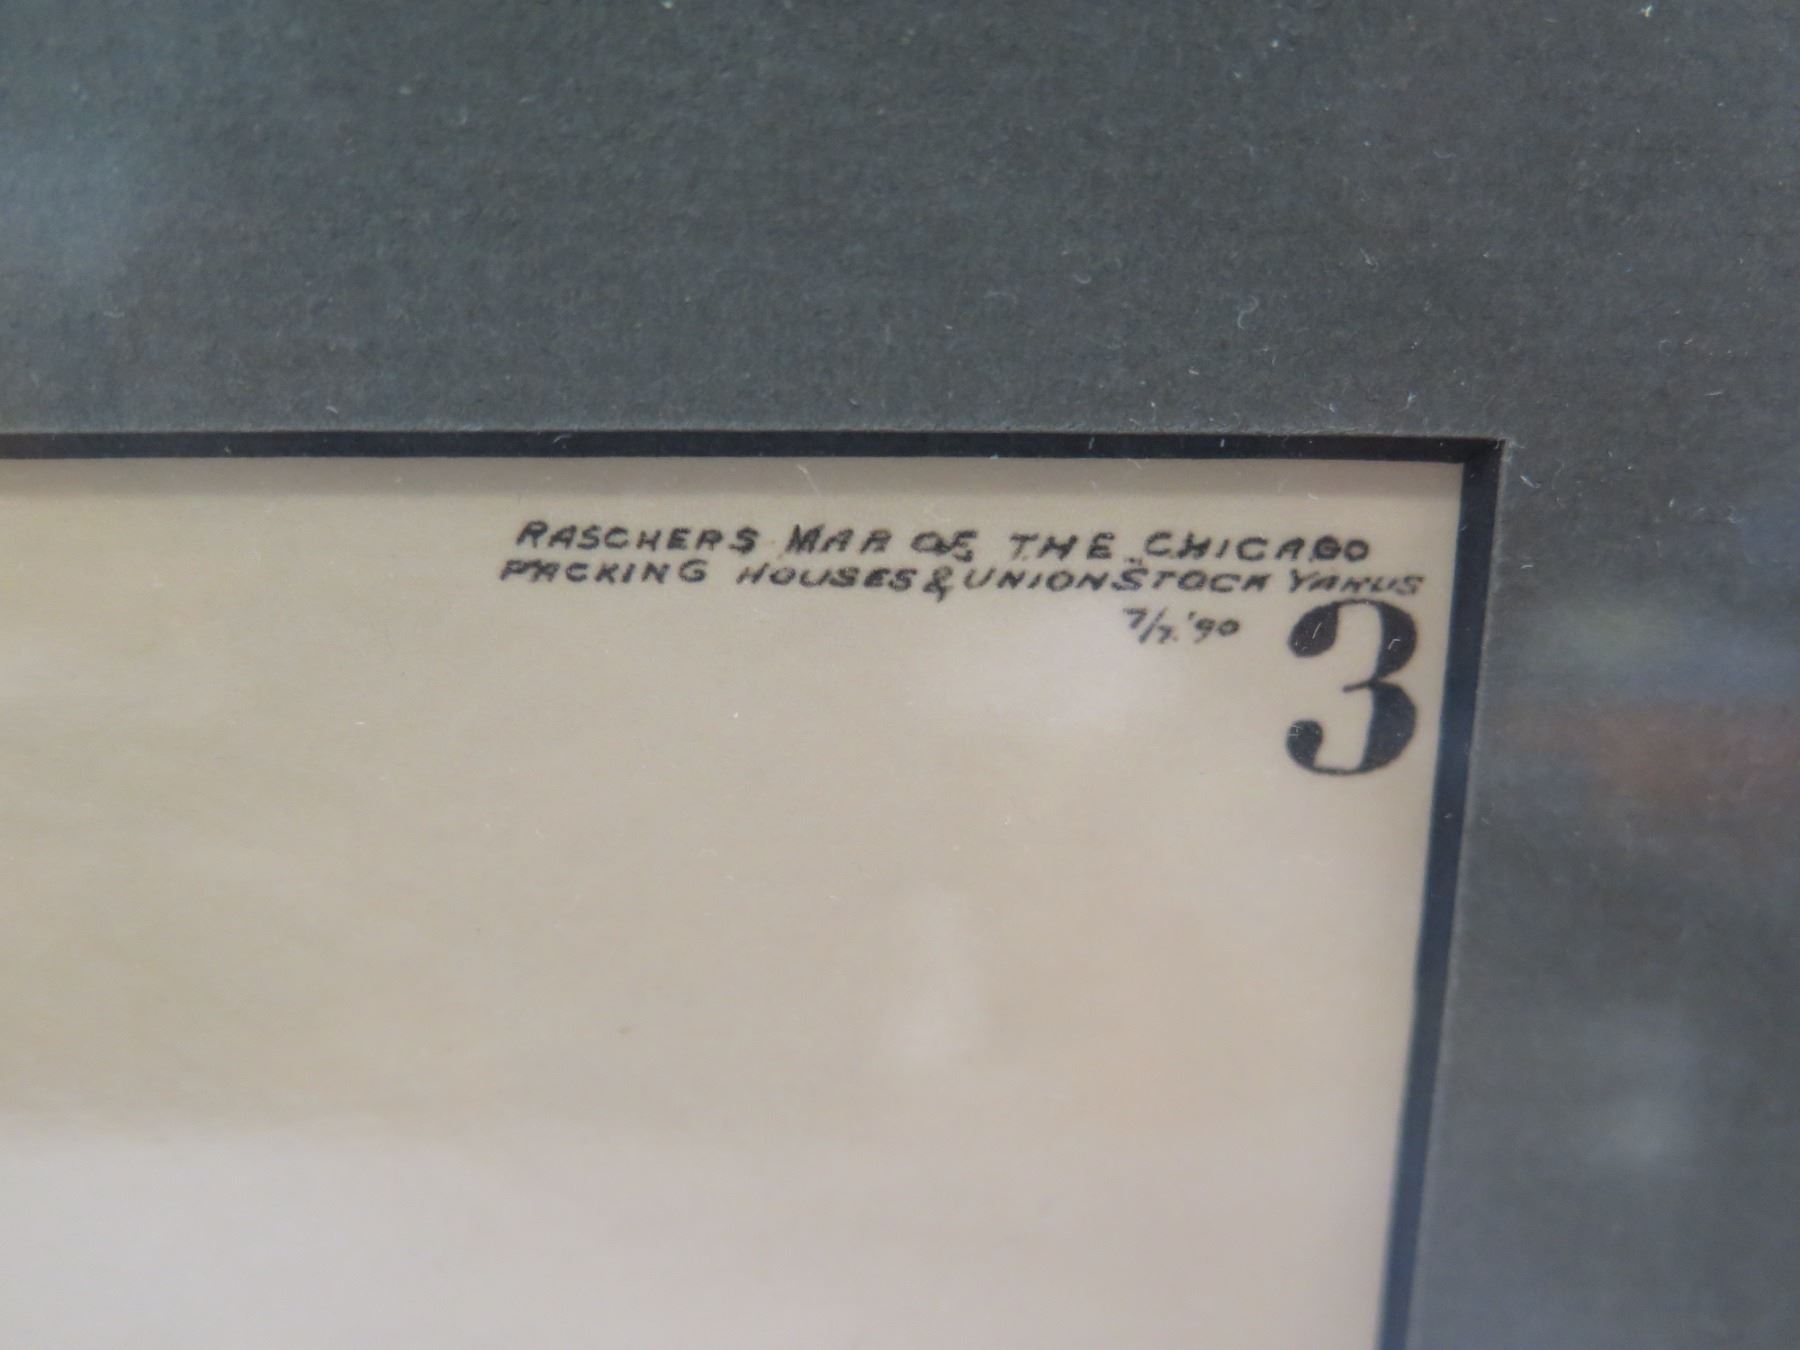 RASCHERS MAP OF THE CHICAGO
PACKING HOUSES & UNION STOCK YARDS
7/7.'90
3